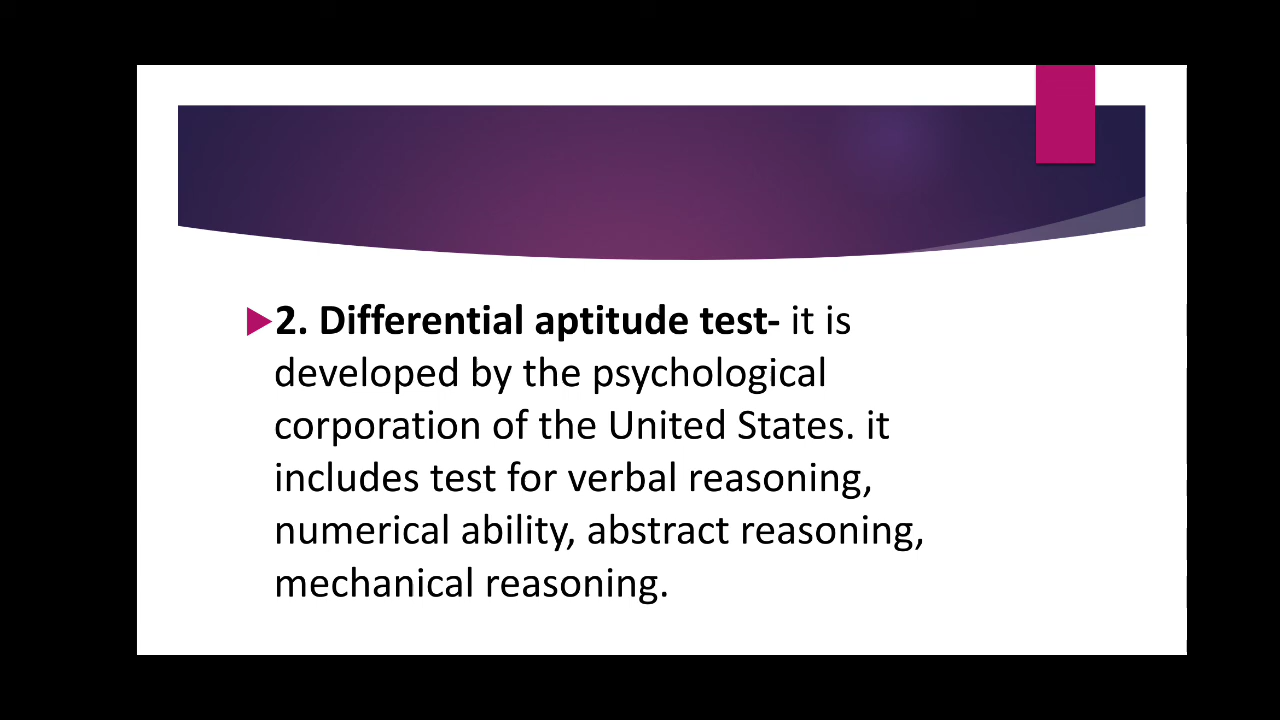 2. Differential aptitude test- it is
developed by the psychological
corporation of the United States. it
includes test for verbal reasoning,
numerical ability, abstract reasoning,
mechanical reasoning.